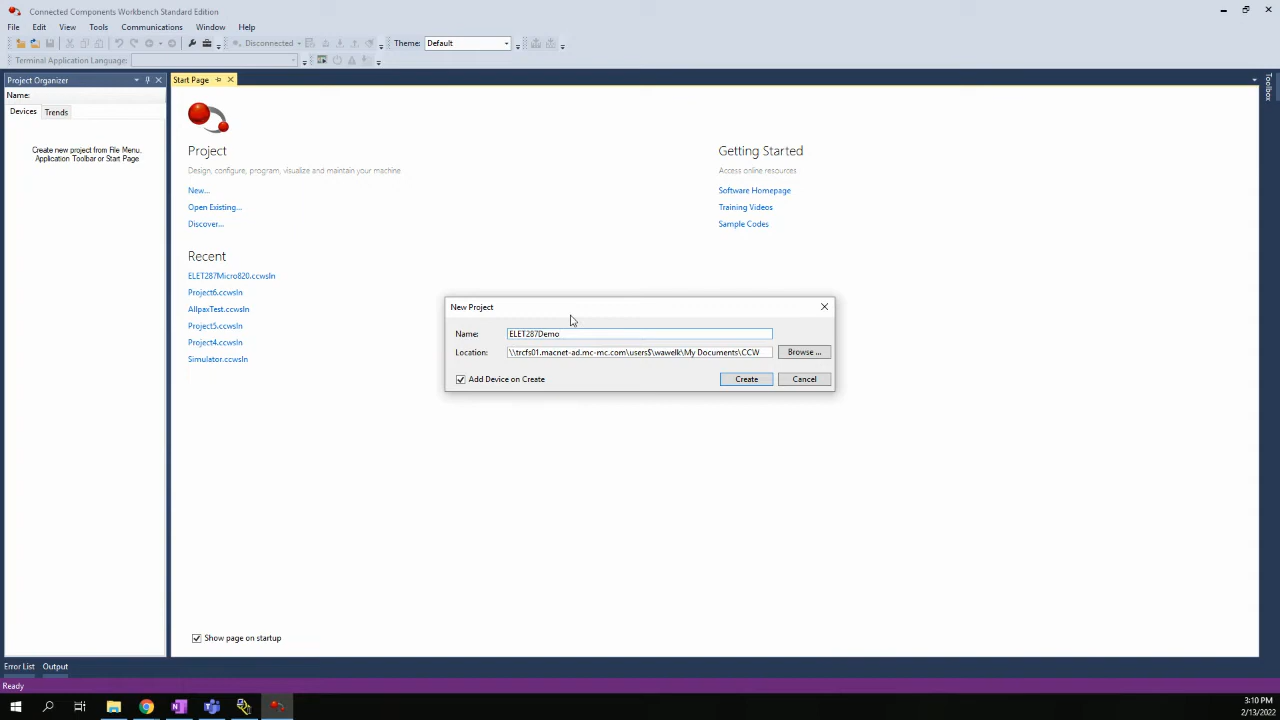 Connected Components Workbench Standard Edition
File Edit View Tools Communications Window Help
Disconnected Theme: Default
Terminal Application Language:
Project Organizer
Start Page
Toolbox
Name:
Devices Trends
Create new project from File Menu,
Application Toolbar or Start Page
Project
Design, configure, program, visualize and maintain your machine
New...
Open Existing...
Discover...
Getting Started
Access online resources
Software Homepage
Training Videos
Sample Codes
Recent
ELET287Micro820.ccwsln
Project6.ccwsln
AllpaxTest.ccwsln
Project5.ccwsln
Project4.ccwsln
Simulator.ccwsln
New Project
Name: ELET287Demo
Location: \\trcfs01.macnet-ad.mc-mc.com\users$\wawelk\My Documents\CCW Browse ...
Add Device on Create Create Cancel
Show page on startup
Error List Output
Ready
3:10 PM
2/13/2022